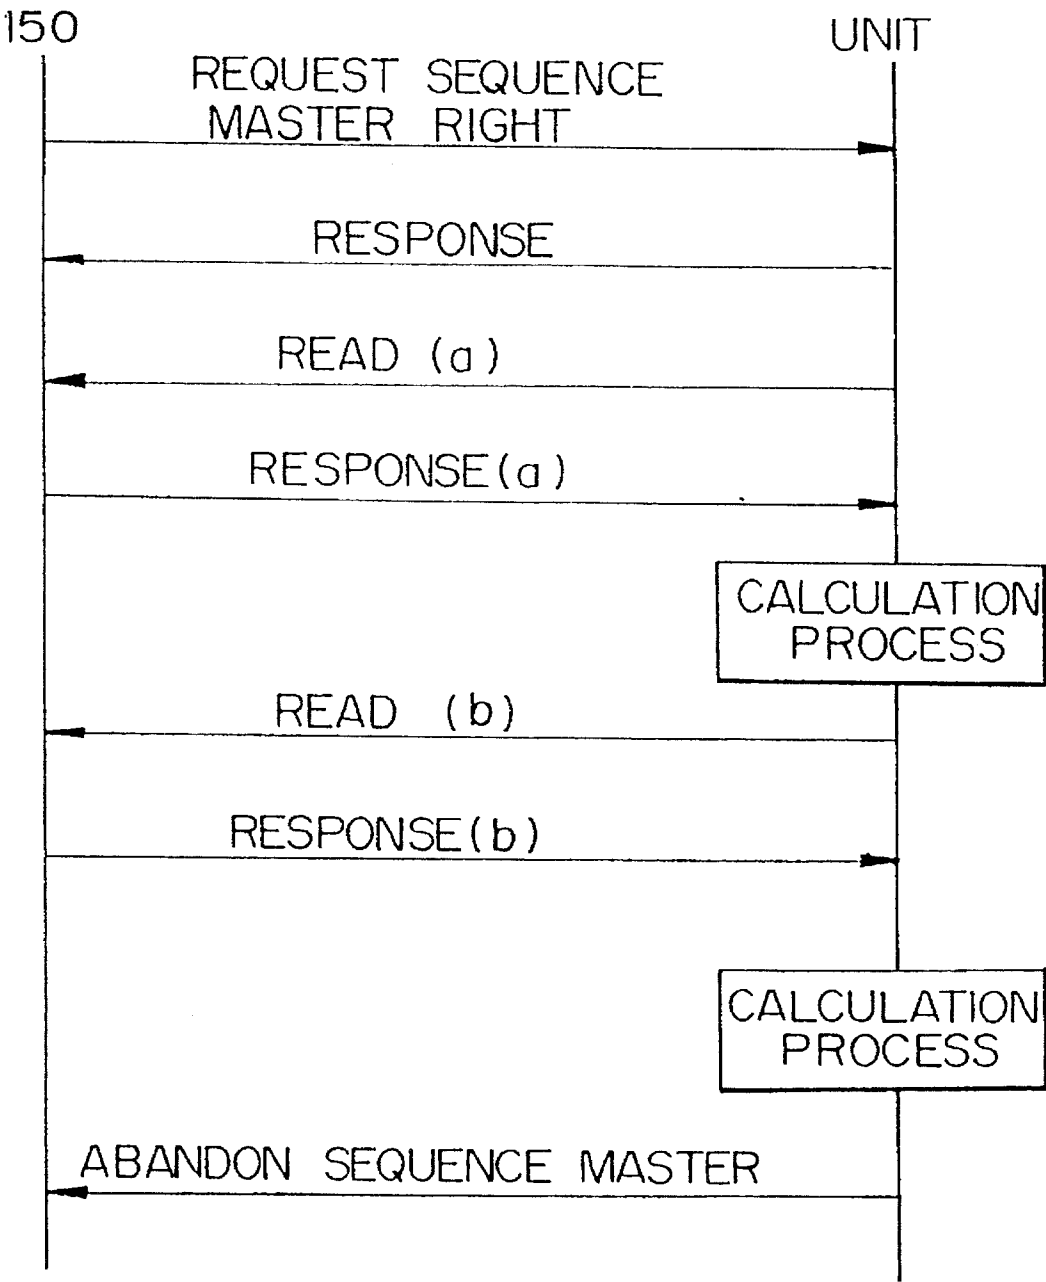 150
UNIT
REQUEST SEQUENCE
MASTER RIGHT
RESPONSE
READ (a)
RESPONSE(a)
CALCULATION
PROCESS
READ (b)
RESPONSE(b)
CALCULATION
PROCESS
ABANDON SEQUENCE MASTER